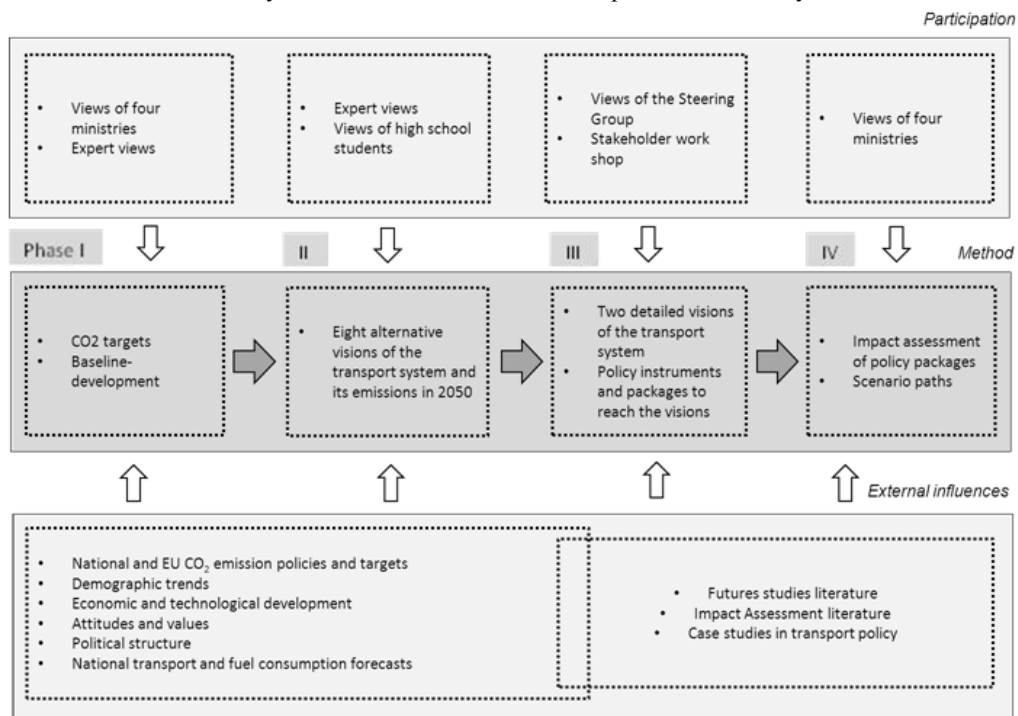 Participation
• Views of four
ministries
• Expert views
• Expert views
• Views of high school
students
• Views of the Steering
Group
• Stakeholder work
shop
• Views of four
ministries
Phase I
II
III
IV
Method
• CO2 targets
• Baseline-
development
• Eight alternative
visions of the
transport system and
its emissions in 2050
• Two detailed visions
of the transport
system
• Policy instruments
and packages to
reach the visions
• Impact assessment
of policy packages
• Scenario paths
External influences
• National and EU CO₂ emission policies and targets
• Demographic trends
• Economic and technological development
• Attitudes and values
• Political structure
• National transport and fuel consumption forecasts
• Futures studies literature
• Impact Assessment literature
• Case studies in transport policy